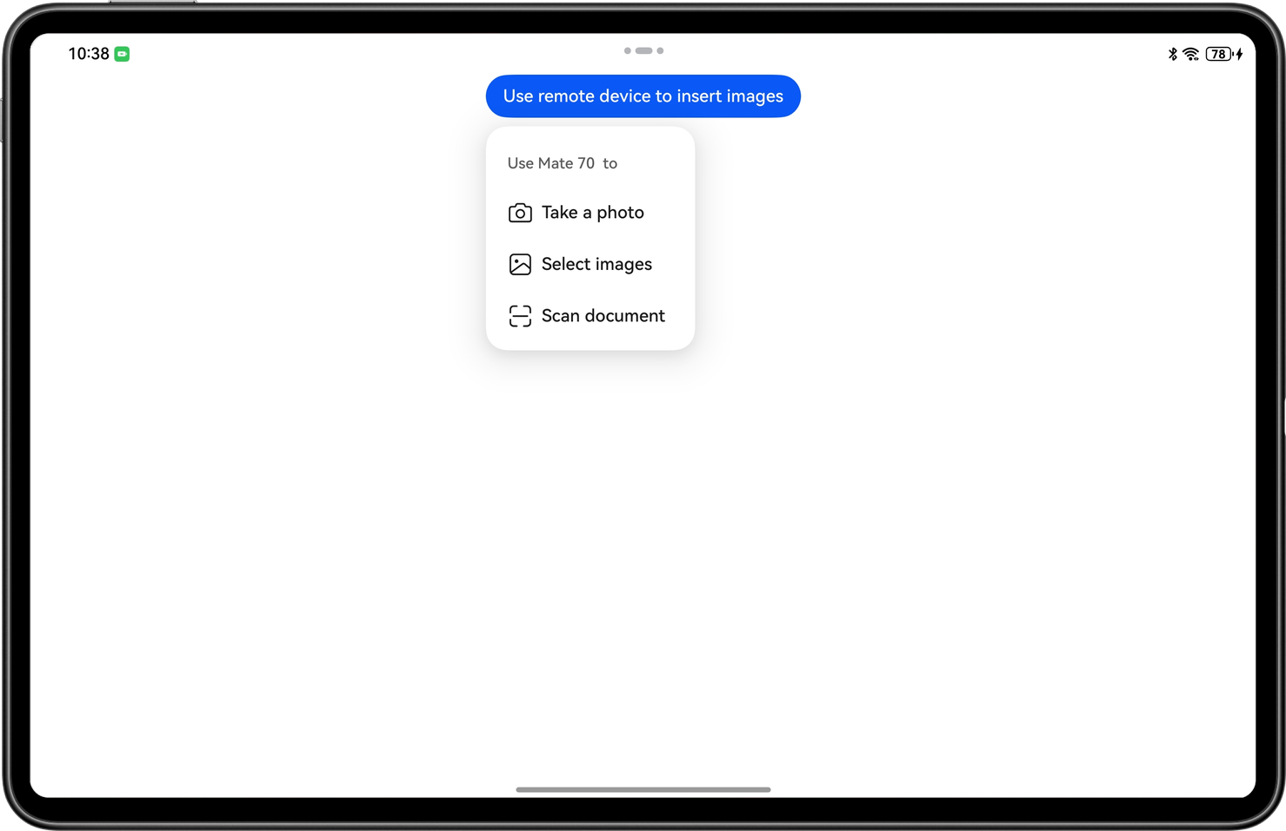 10:38
78
Use remote device to insert images
Use Mate 70 to
Take a photo
Select images
Scan document